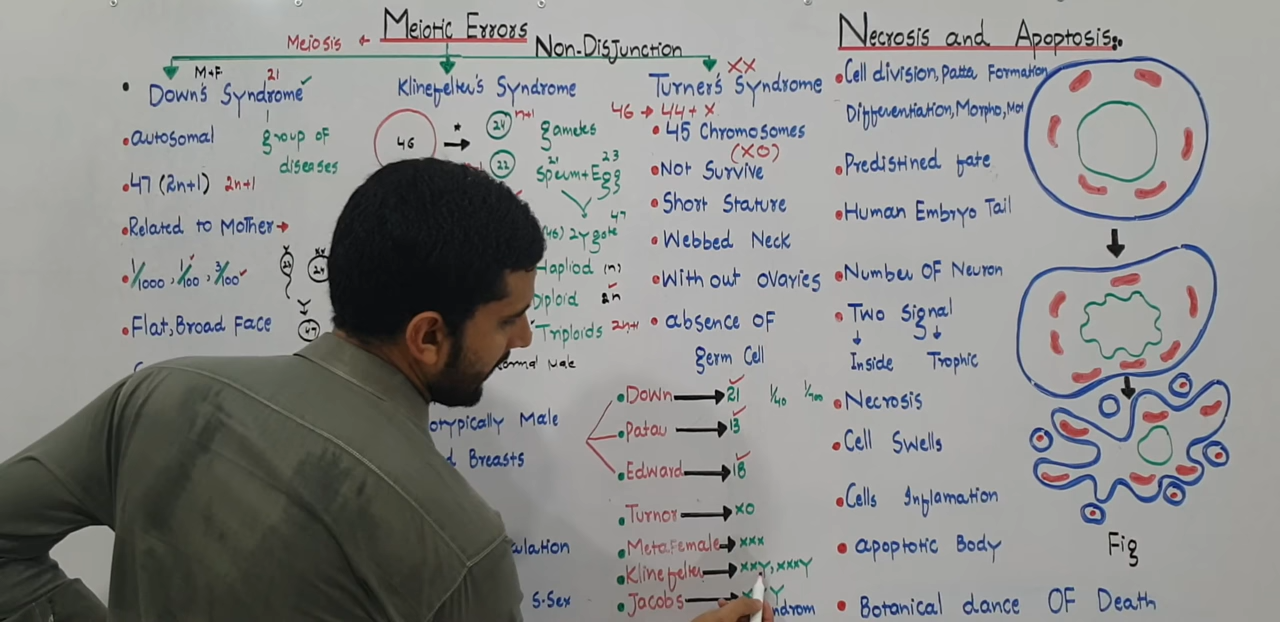 Meiotic Errors
Meiosis ←
Non-Disjunction
M+F
21
Down's Syndrome ✓
• autosomal
group of
diseases
• 47 (2n+1) 2n+1
• Related to Mother →
• 1/1000, 1/100, 3/100
• Flat, Broad Face
Klinefelter's Syndrome
46
24
n+1
gametes
22
21
23
Sperm + Egg
47
(46) Zygote
Haploid (n)
Diploid 2n
Triploids 2n+1
Male
otypically Male
Breasts
ulation
S.Sex
XX
Turner's Syndrome
46 → 44 + X
• 45 Chromosomes
(XO)
• Not Survive
• Short Stature
• Webbed Neck
• With out Ovaries
• absence OF
germ Cell
• Down → 21 1/40 1/400
• Patau → 13
• Edward → 18
• Turnor → XO
• MetaFemale → XXX
• Klinefelter → XXY, XXXY
• Jacobs → Y
ndrom
Necrosis and Apoptosis:
• Cell division, Patta Formation
Differentiation, Morpho, Mot
• Predistined fate
• Human Embryo Tail
• Number OF Neuron
• Two Signal
Inside Trophic
• Necrosis
• Cell Swells
• Cells Inflamation
• apoptotic Body
• Botanical dance OF Death
Fig